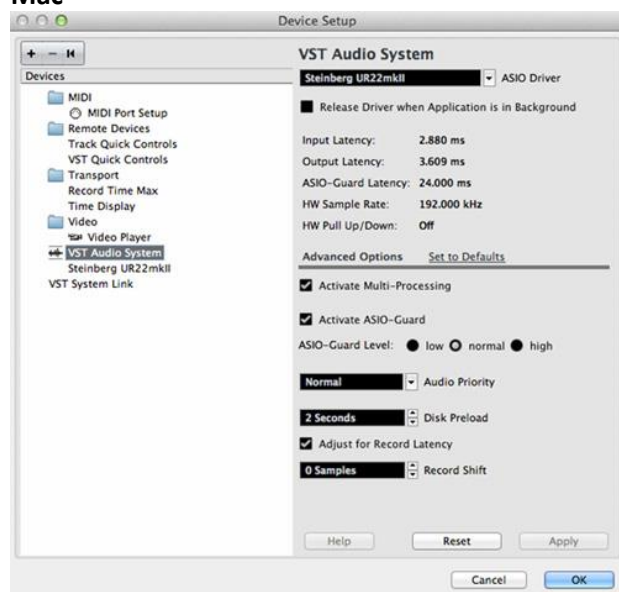 Mac
Device Setup
+ -
Devices
MIDI
MIDI Port Setup
Remote Devices
Track Quick Controls
VST Quick Controls
Transport
Record Time Max
Time Display
Video
Video Player
VST Audio System
Steinberg UR22mkII
VST System Link
VST Audio System
Steinberg UR22mkII ASIO Driver
Release Driver when Application is in Background
Input Latency: 2.880 ms
Output Latency: 3.609 ms
ASIO-Guard Latency: 24.000 ms
HW Sample Rate: 192.000 kHz
HW Pull Up/Down: Off
Advanced Options Set to Defaults
Activate Multi-Processing
Activate ASIO-Guard
ASIO-Guard Level: low normal high
Normal Audio Priority
2 Seconds Disk Preload
Adjust for Record Latency
0 Samples Record Shift
Help Reset Apply
Cancel OK